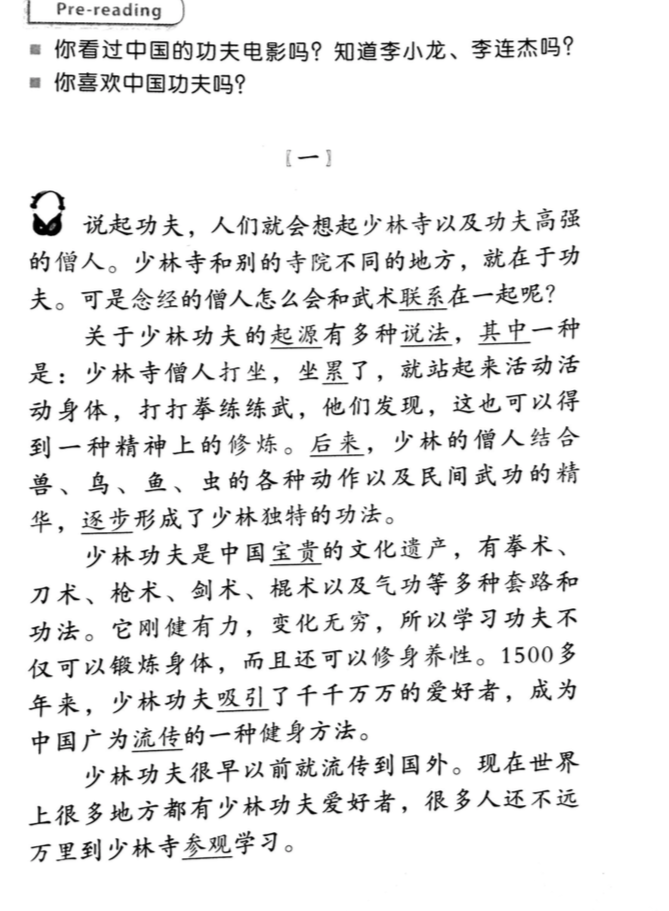 Pre-reading
你看过中国的功夫电影吗？知道李小龙、李连杰吗？
你喜欢中国功夫吗？
〖一〗
说起功夫，人们就会想起少林寺以及功夫高强
的僧人。少林寺和别的寺院不同的地方，就在于功
夫。可是念经的僧人怎么会和武术联系在一起呢？
关于少林功夫的起源有多种说法，其中一种
是：少林寺僧人打坐，坐累了，就站起来活动活
动身体，打打拳练练武，他们发现，这也可以得
到一种精神上的修炼。后来，少林的僧人结合
兽、鸟、鱼、虫的各种动作以及民间武功的精
华，逐步形成了少林独特的功法。
少林功夫是中国宝贵的文化遗产，有拳术、
刀术、枪术、剑术、棍术以及气功等多种套路和
功法。它刚健有力，变化无穷，所以学习功夫不
仅可以锻炼身体，而且还可以修身养性。1500多
年来，少林功夫吸引了千千万万的爱好者，成为
中国广为流传的一种健身方法。
少林功夫很早以前就流传到国外。现在世界
上很多地方都有少林功夫爱好者，很多人还不远
万里到少林寺参观学习。